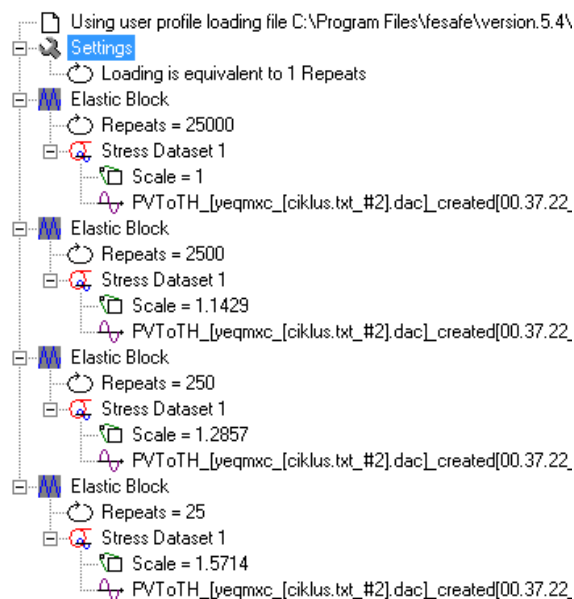 Using user profile loading file C:\Program Files\fesafe\version.5.4\
Settings
Loading is equivalent to 1 Repeats
Elastic Block
Repeats = 25000
Stress Dataset 1
Scale = 1
PVToTH_[yeqmxc_[ciklus.txt_#2].dac]_created[00.37.22_
Elastic Block
Repeats = 2500
Stress Dataset 1
Scale = 1.1429
PVToTH_[yeqmxc_[ciklus.txt_#2].dac]_created[00.37.22_
Elastic Block
Repeats = 250
Stress Dataset 1
Scale = 1.2857
PVToTH_[yeqmxc_[ciklus.txt_#2].dac]_created[00.37.22_
Elastic Block
Repeats = 25
Stress Dataset 1
Scale = 1.5714
PVToTH_[yeqmxc_[ciklus.txt_#2].dac]_created[00.37.22_